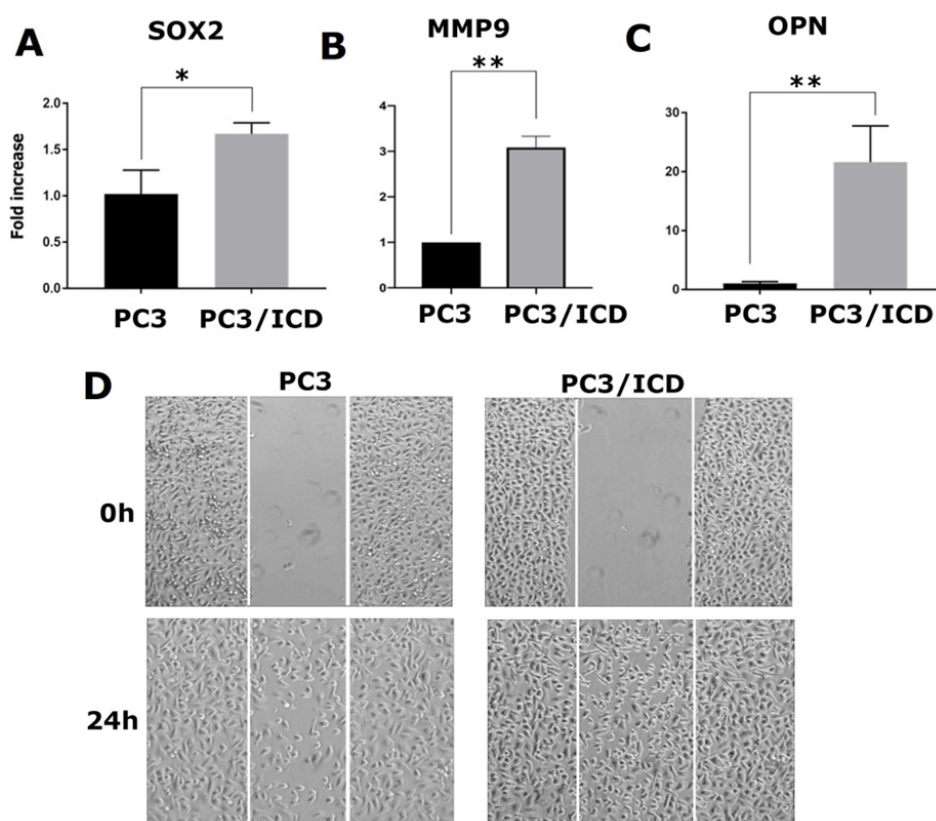 A
SOX2
*
Fold increase
2.0
1.5
1.0
0.5
0.0
PC3 PC3/ICD
B
MMP9
**
4
3
2
1
0
PC3 PC3/ICD
C
OPN
**
30
20
10
0
PC3 PC3/ICD
D
PC3 PC3/ICD
0h
24h